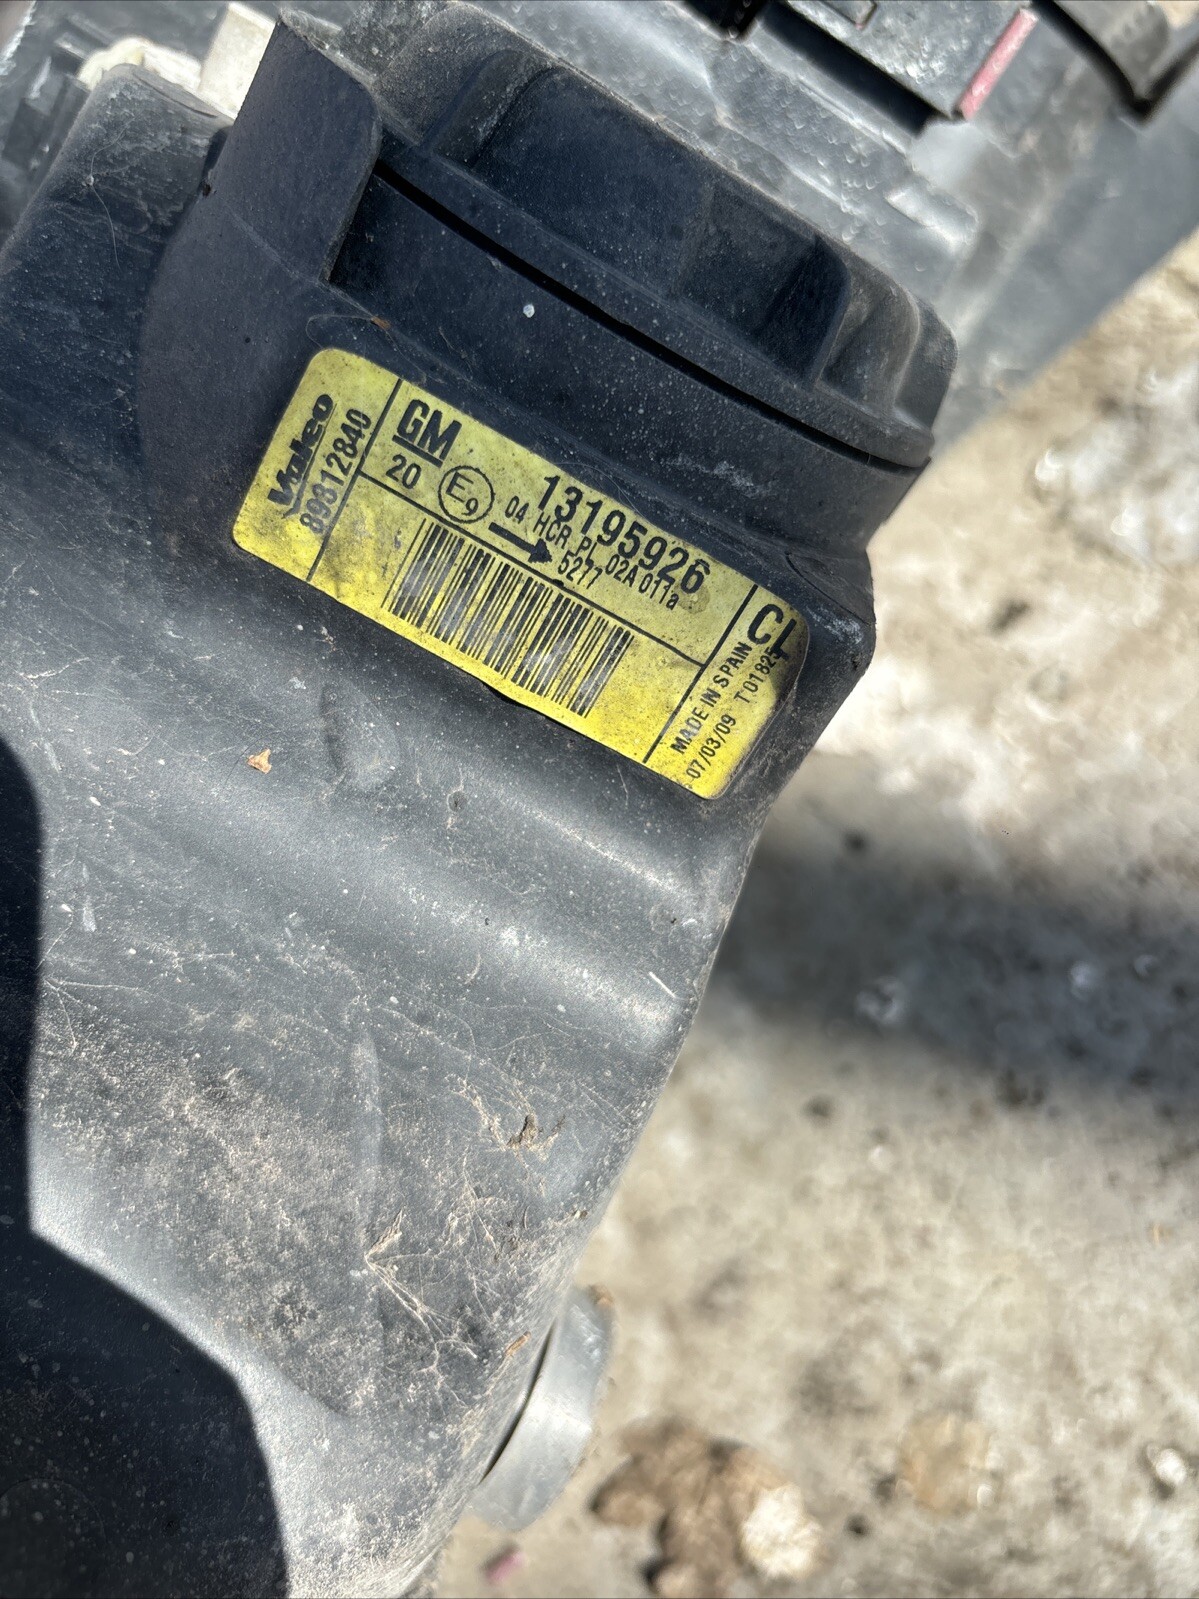 Valeo
89812840
GM
13195926
20
E9
04 HCR PL 02A 011a
5277
CL
MADE IN SPAIN
07/03/09